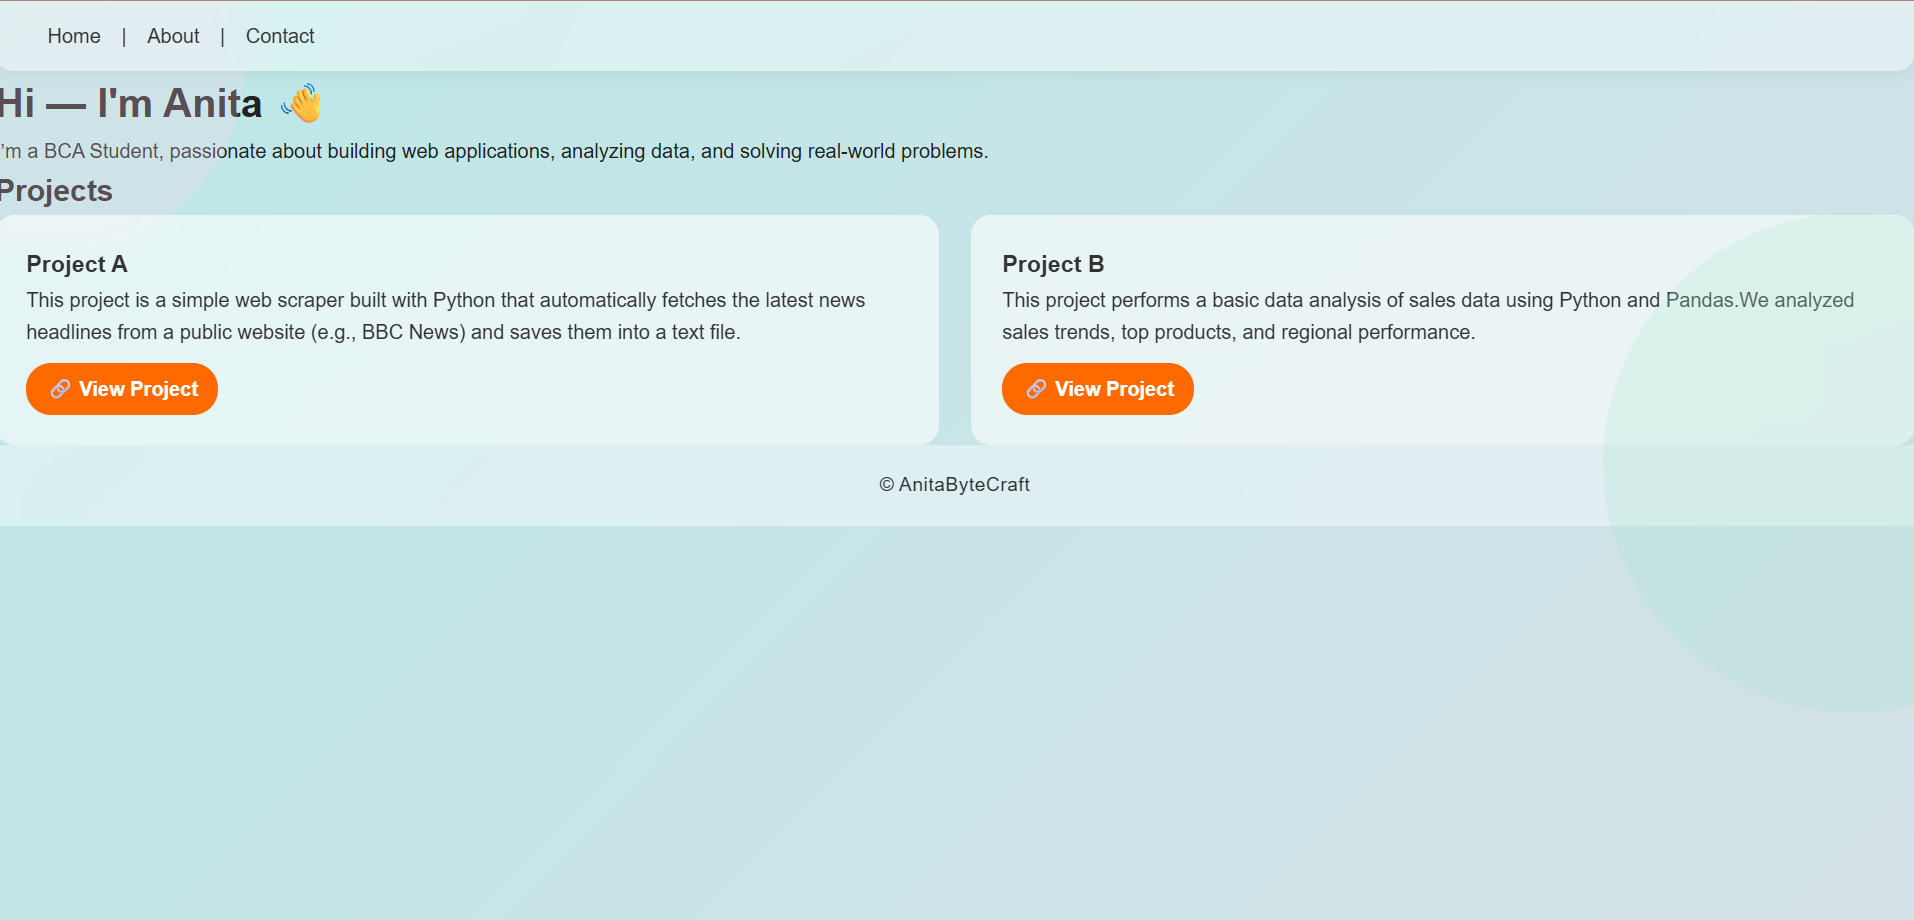 Home | About | Contact
Hi — I'm Anita 👋
'm a BCA Student, passionate about building web applications, analyzing data, and solving real-world problems.
Projects
Project A
This project is a simple web scraper built with Python that automatically fetches the latest news
headlines from a public website (e.g., BBC News) and saves them into a text file.
🔗 View Project
Project B
This project performs a basic data analysis of sales data using Python and Pandas.We analyzed
sales trends, top products, and regional performance.
🔗 View Project
© AnitaByteCraft